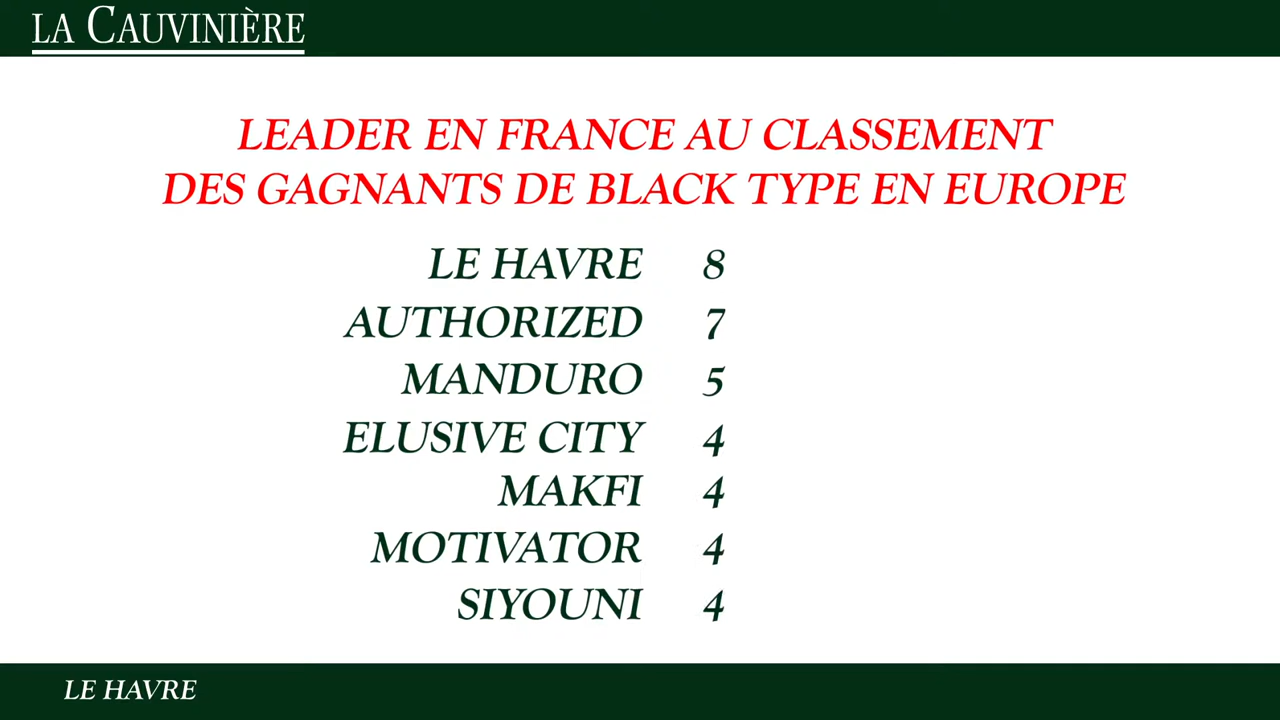 LA CAUVINIÈRE
LEADER EN FRANCE AU CLASSEMENT
DES GAGNANTS DE BLACK TYPE EN EUROPE
LE HAVRE 8
AUTHORIZED 7
MANDURO 5
ELUSIVE CITY 4
MAKFI 4
MOTIVATOR 4
SIYOUNI 4
LE HAVRE